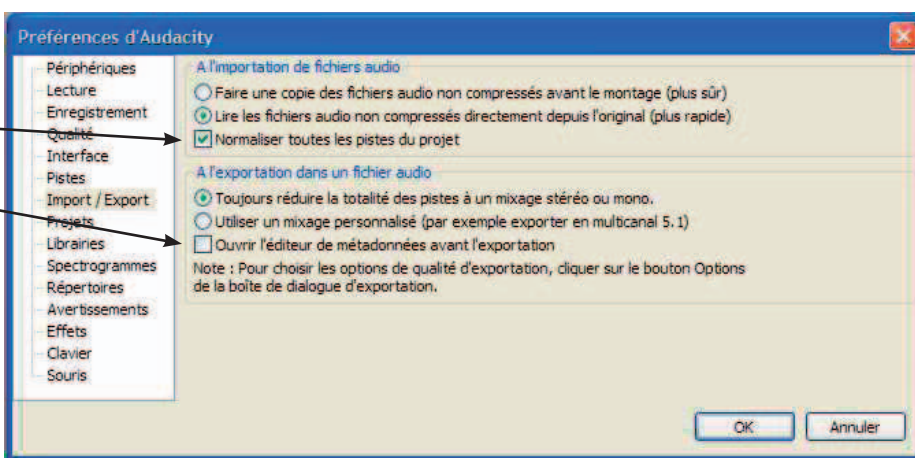 Préférences d'Audacity
Périphériques
Lecture
Enregistrement
Qualité
Interface
Pistes
Import / Export
Projets
Librairies
Spectrogrammes
Répertoires
Avertissements
Effets
Clavier
Souris
A l'importation de fichiers audio
Faire une copie des fichiers audio non compressés avant le montage (plus sûr)
Lire les fichiers audio non compressés directement depuis l'original (plus rapide)
Normaliser toutes les pistes du projet
A l'exportation dans un fichier audio
Toujours réduire la totalité des pistes à un mixage stéréo ou mono.
Utiliser un mixage personnalisé (par exemple exporter en multicanal 5.1)
Ouvrir l'éditeur de métadonnées avant l'exportation
Note : Pour choisir les options de qualité d'exportation, cliquer sur le bouton Options
de la boîte de dialogue d'exportation.
OK
Annuler